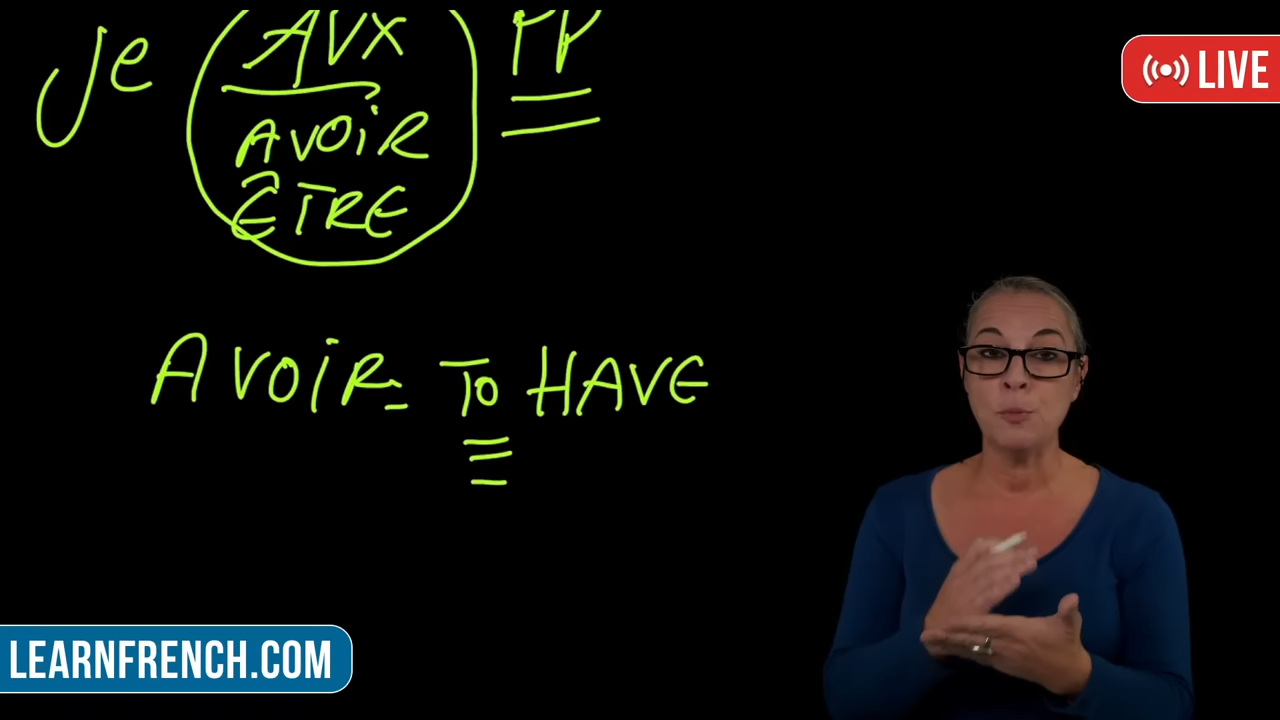 Je AVX PP
AVOIR
ÊTRE
AVOIR = TO HAVE
LIVE
LEARNFRENCH.COM